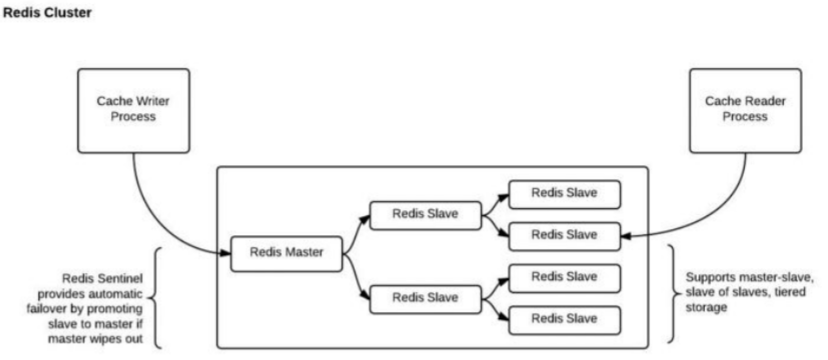 Redis Cluster
Cache Writer
Process
Cache Reader
Process
Redis Slave
Redis Slave
Redis Slave
Redis Master
Redis Slave
Redis Slave
Redis Slave
Redis Sentinel
provides automatic
failover by promoting
slave to master if
master wipes out
Supports master-slave,
slave of slaves, tiered
storage